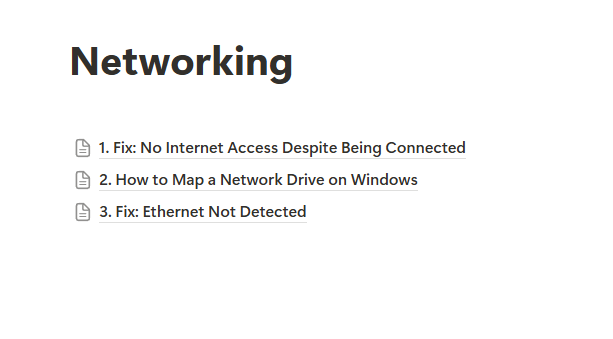 Networking
1. Fix: No Internet Access Despite Being Connected
2. How to Map a Network Drive on Windows
3. Fix: Ethernet Not Detected